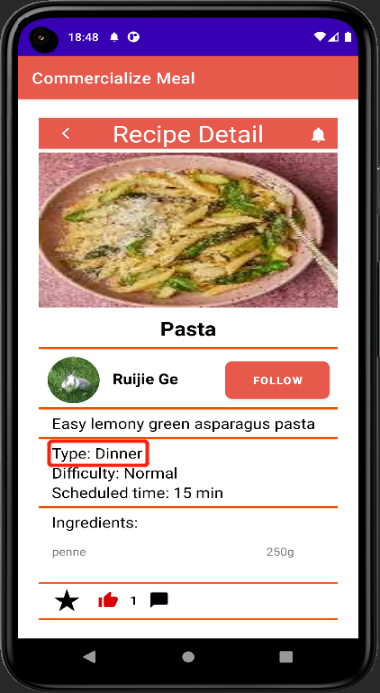 18:48
Commercialize Meal
Recipe Detail
Pasta
Ruijie Ge
FOLLOW
Easy lemony green asparagus pasta
Type: Dinner
Difficulty: Normal
Scheduled time: 15 min
Ingredients:
penne 250g
1